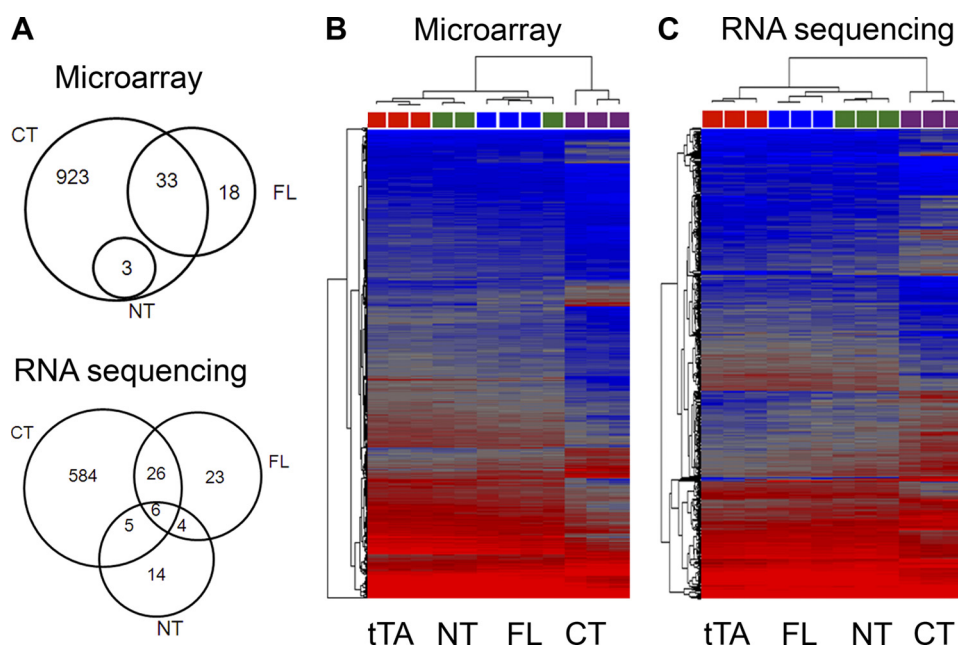 A
Microarray
CT
923
33
18
FL
3
NT
RNA sequencing
CT
584
26
23
FL
6
5
4
14
NT
B
Microarray
tTA NT FL CT
C
RNA sequencing
tTA FL NT CT